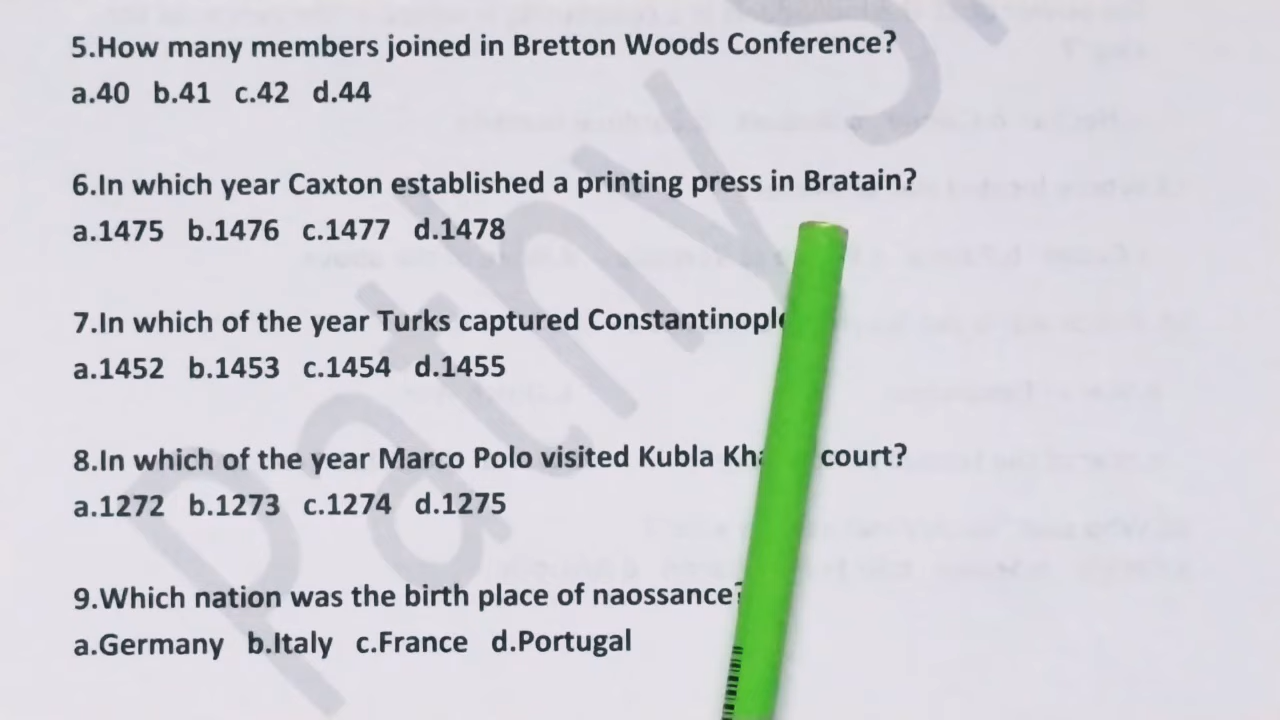 5.How many members joined in Bretton Woods Conference?
a.40 b.41 c.42 d.44
6.In which year Caxton established a printing press in Bratain?
a.1475 b.1476 c.1477 d.1478
7.In which of the year Turks captured
a.1452 b.1453 c.1454 d.1455
8.In which of the year Marco Polo visited Kubla court?
a.1272 b.1273 c.1274 d.1275
9.Which nation was the birth place of naossance?
a.Germany b.Italy c.France d.Portugal
Pathy